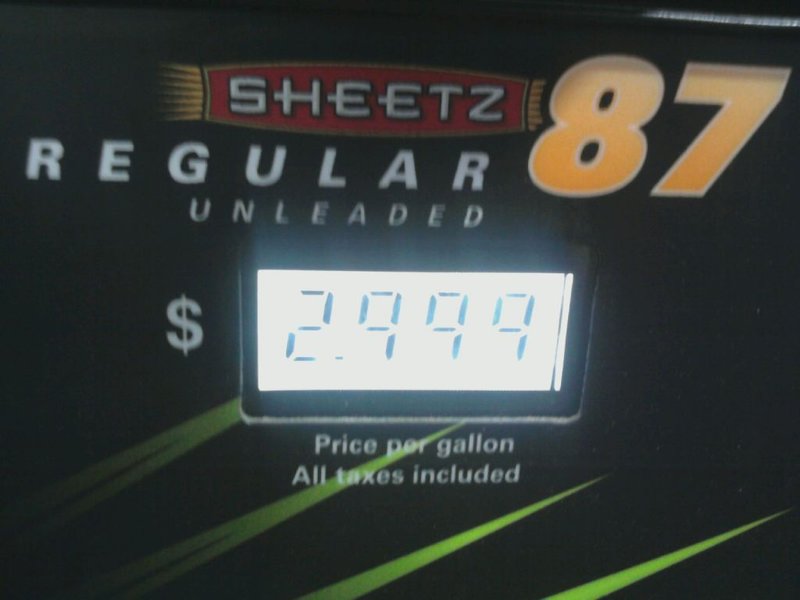 SHEETZ 87
REGULAR
UNLEADED
$ 2.999
Price per gallon
All taxes included